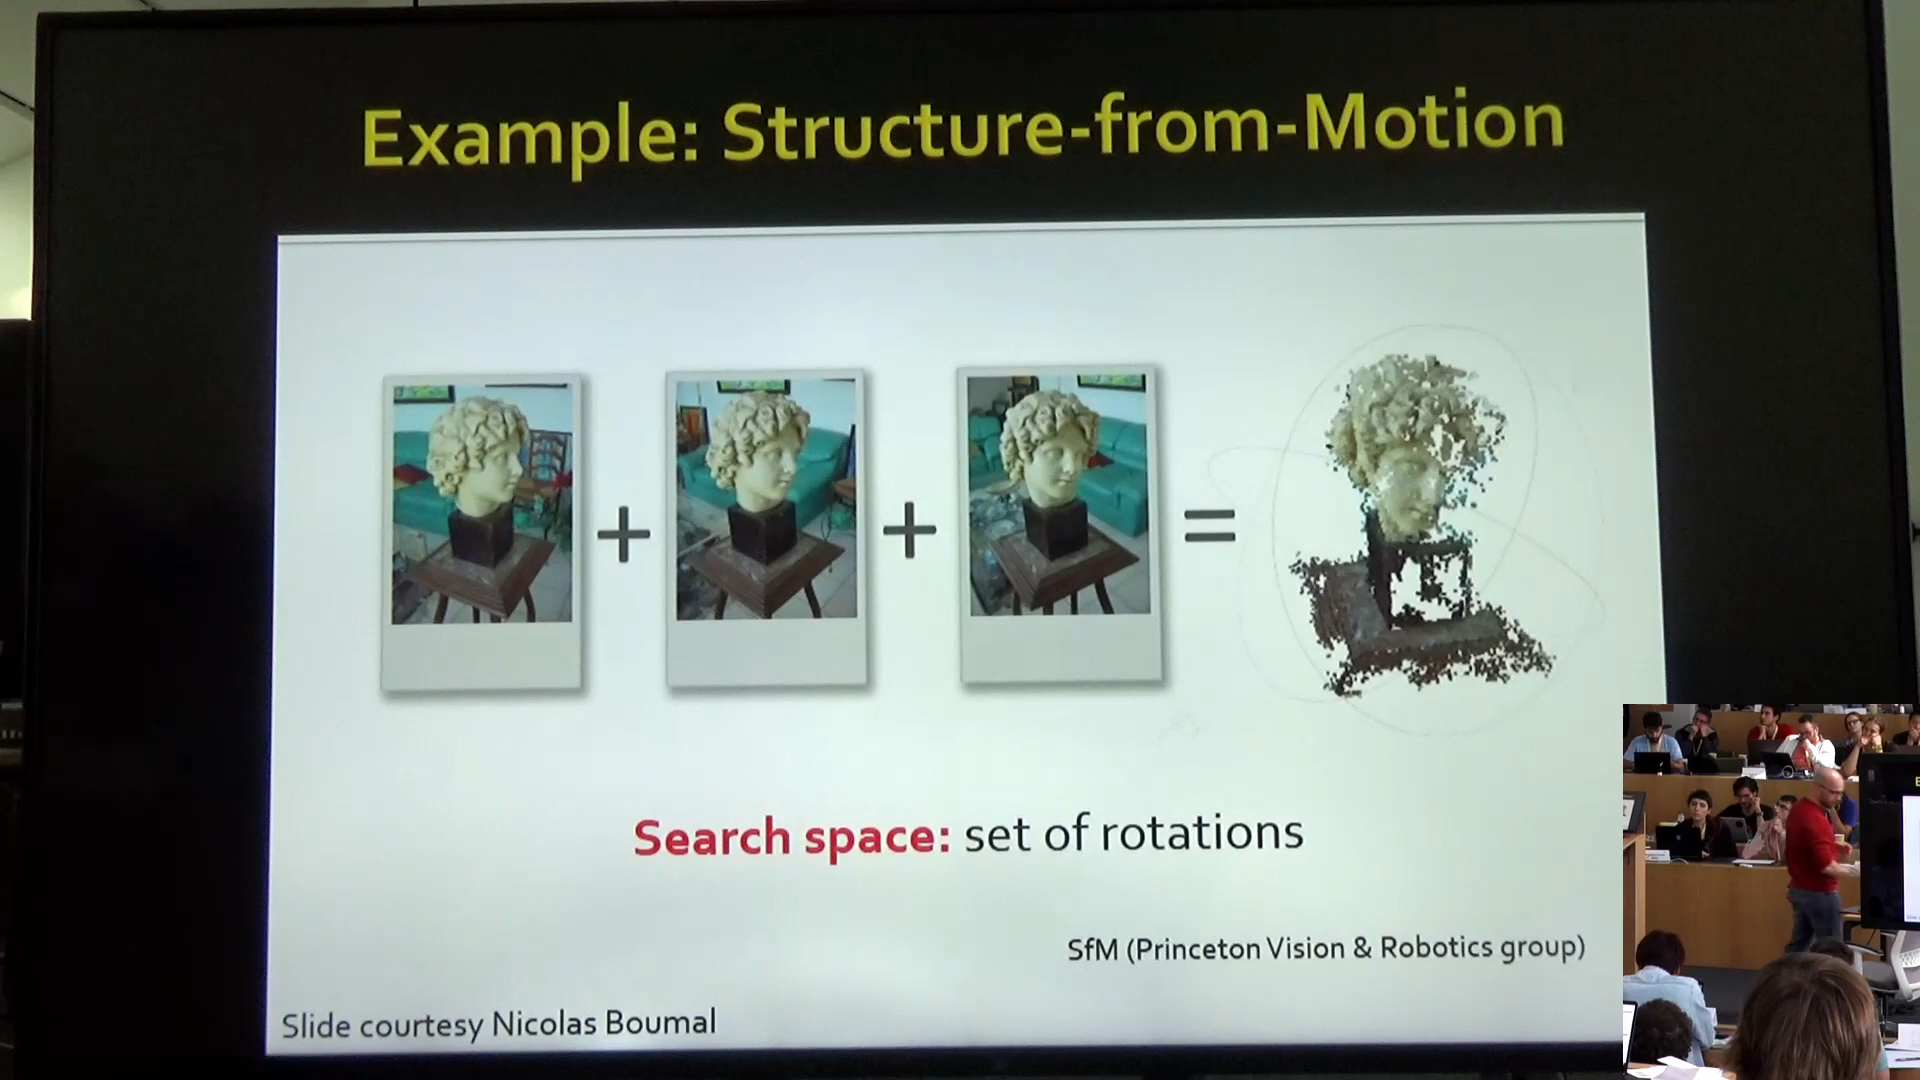 Example: Structure-from-Motion
+ + =
Search space: set of rotations
SfM (Princeton Vision & Robotics group)
Slide courtesy Nicolas Boumal